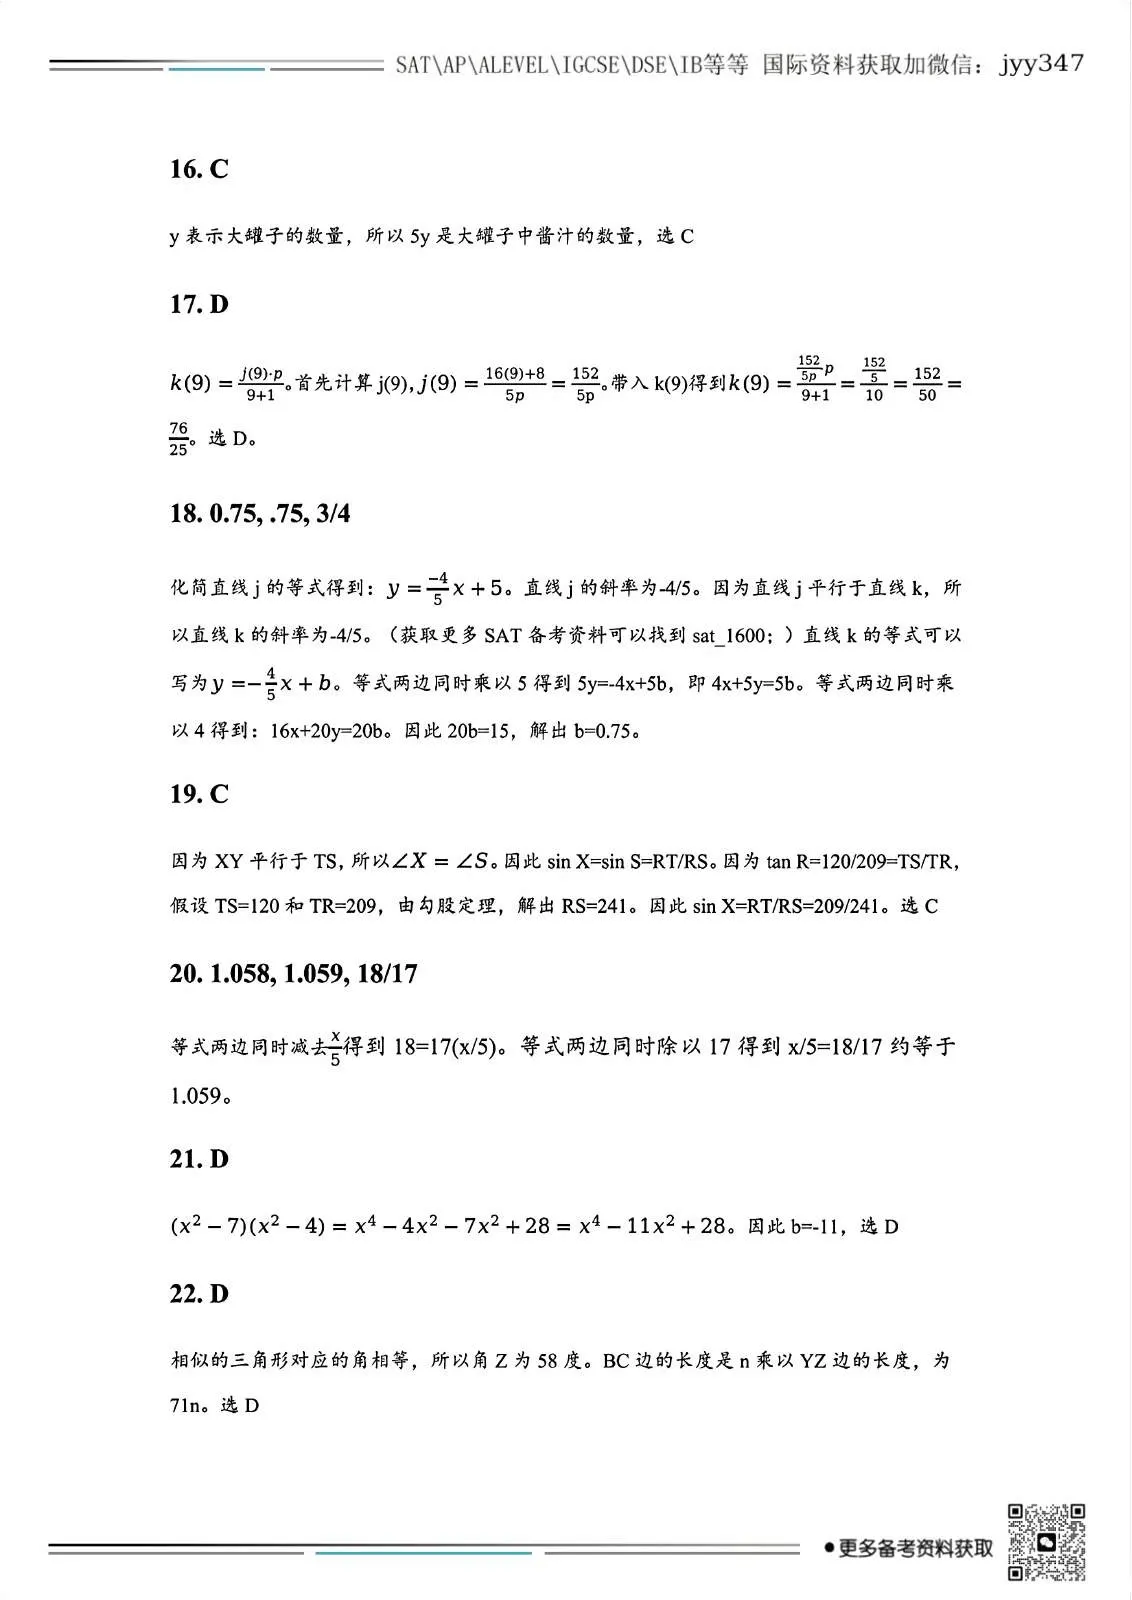 SAT\AP\ALEVEL\IGCSE\DSE\IB等等 国际资料获取加微信：jyy347
16. C
y 表示大罐子的数量，所以 5y 是大罐子中酱汁的数量，选 C
17. D
k(9) = j(9)·p/9+1。首先计算 j(9), j(9) = 16(9)+8/5p = 152/5p。带入 k(9)得到k(9) = 152/5p p/9+1 = 152/5/10 = 152/50 =
76/25。选 D。
18. 0.75, .75, 3/4
化简直线 j 的等式得到：y = −4/5 x + 5。直线 j 的斜率为-4/5。因为直线 j 平行于直线 k，所
以直线 k 的斜率为-4/5。（获取更多 SAT 备考资料可以找到 sat_1600；）直线 k 的等式可以
写为 y =− 4/5 x + b。等式两边同时乘以 5 得到 5y=-4x+5b，即 4x+5y=5b。等式两边同时乘
以 4 得到：16x+20y=20b。因此 20b=15，解出 b=0.75。
19. C
因为 XY 平行于 TS，所以∠X = ∠S。因此 sin X=sin S=RT/RS。因为 tan R=120/209=TS/TR，
假设 TS=120 和 TR=209，由勾股定理，解出 RS=241。因此 sin X=RT/RS=209/241。选 C
20. 1.058, 1.059, 18/17
等式两边同时减去 x/5 得到 18=17(x/5)。等式两边同时除以 17 得到 x/5=18/17 约等于
1.059。
21. D
(x² − 7)(x² − 4) = x⁴ − 4x² − 7x² + 28 = x⁴ − 11x² + 28。因此 b=-11，选 D
22. D
相似的三角形对应的角相等，所以角 Z 为 58 度。BC 边的长度是 n 乘以 YZ 边的长度，为
71n。选 D
●更多备考资料获取